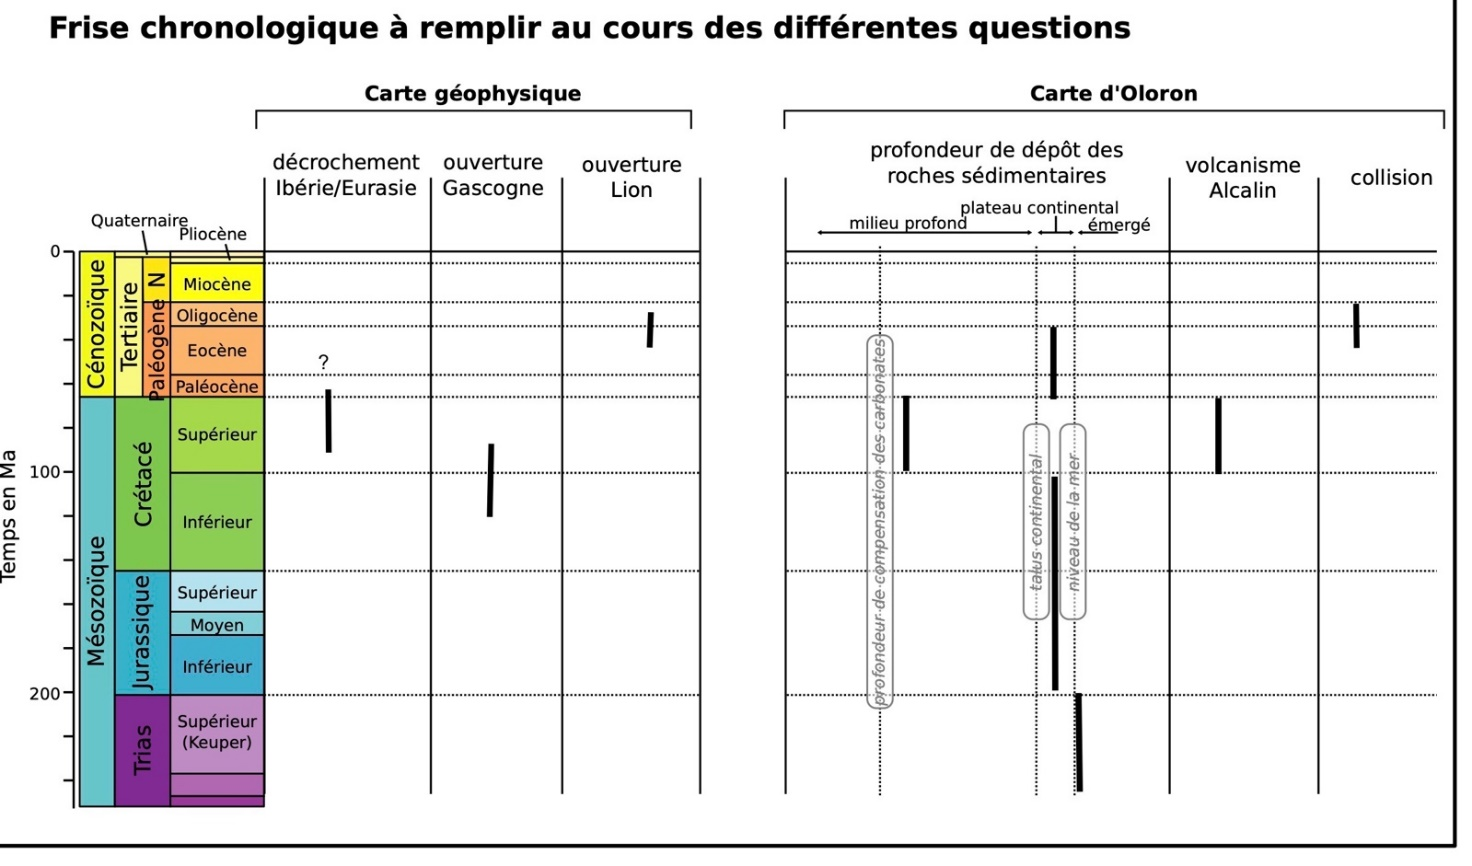 Frise chronologique à remplir au cours des différentes questions
Carte géophysique
Carte d'Oloron
décrochement
Ibérie/Eurasie
ouverture
Gascogne
ouverture
Lion
profondeur de dépôt des
roches sédimentaires
volcanisme
Alcalin
collision
plateau continental
milieu profond
émergé
Quaternaire
Pliocène
Temps en Ma
0
100
200
Cénozoïque
Mésozoïque
Tertiaire
N
Paléogène
Crétacé
Jurassique
Trias
Miocène
Oligocène
Eocène
Paléocène
Supérieur
Inférieur
Supérieur
Moyen
Inférieur
Supérieur
(Keuper)
?
profondeur de compensation des carbonates
talus continental
niveau de la mer